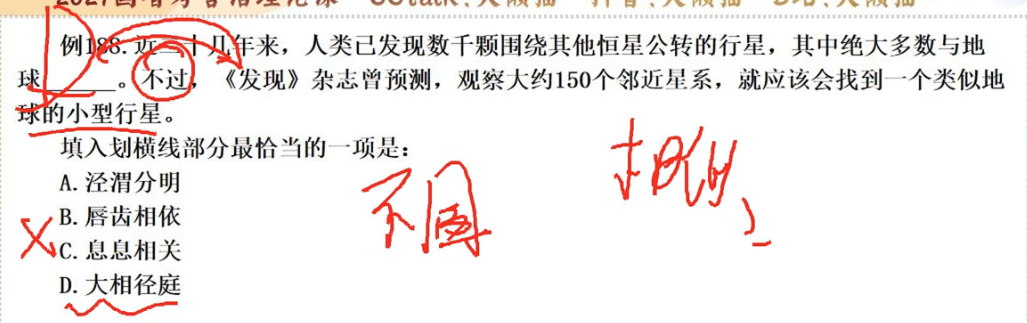 例188.近二十几年来，人类已发现数千颗围绕其他恒星公转的行星，其中绝大多数与地
球______。不过，《发现》杂志曾预测，观察大约150个邻近星系，就应该会找到一个类似地
球的小型行星。
填入划横线部分最恰当的一项是：
A. 泾渭分明
B. 唇齿相依
C. 息息相关
D. 大相径庭
不同
相似